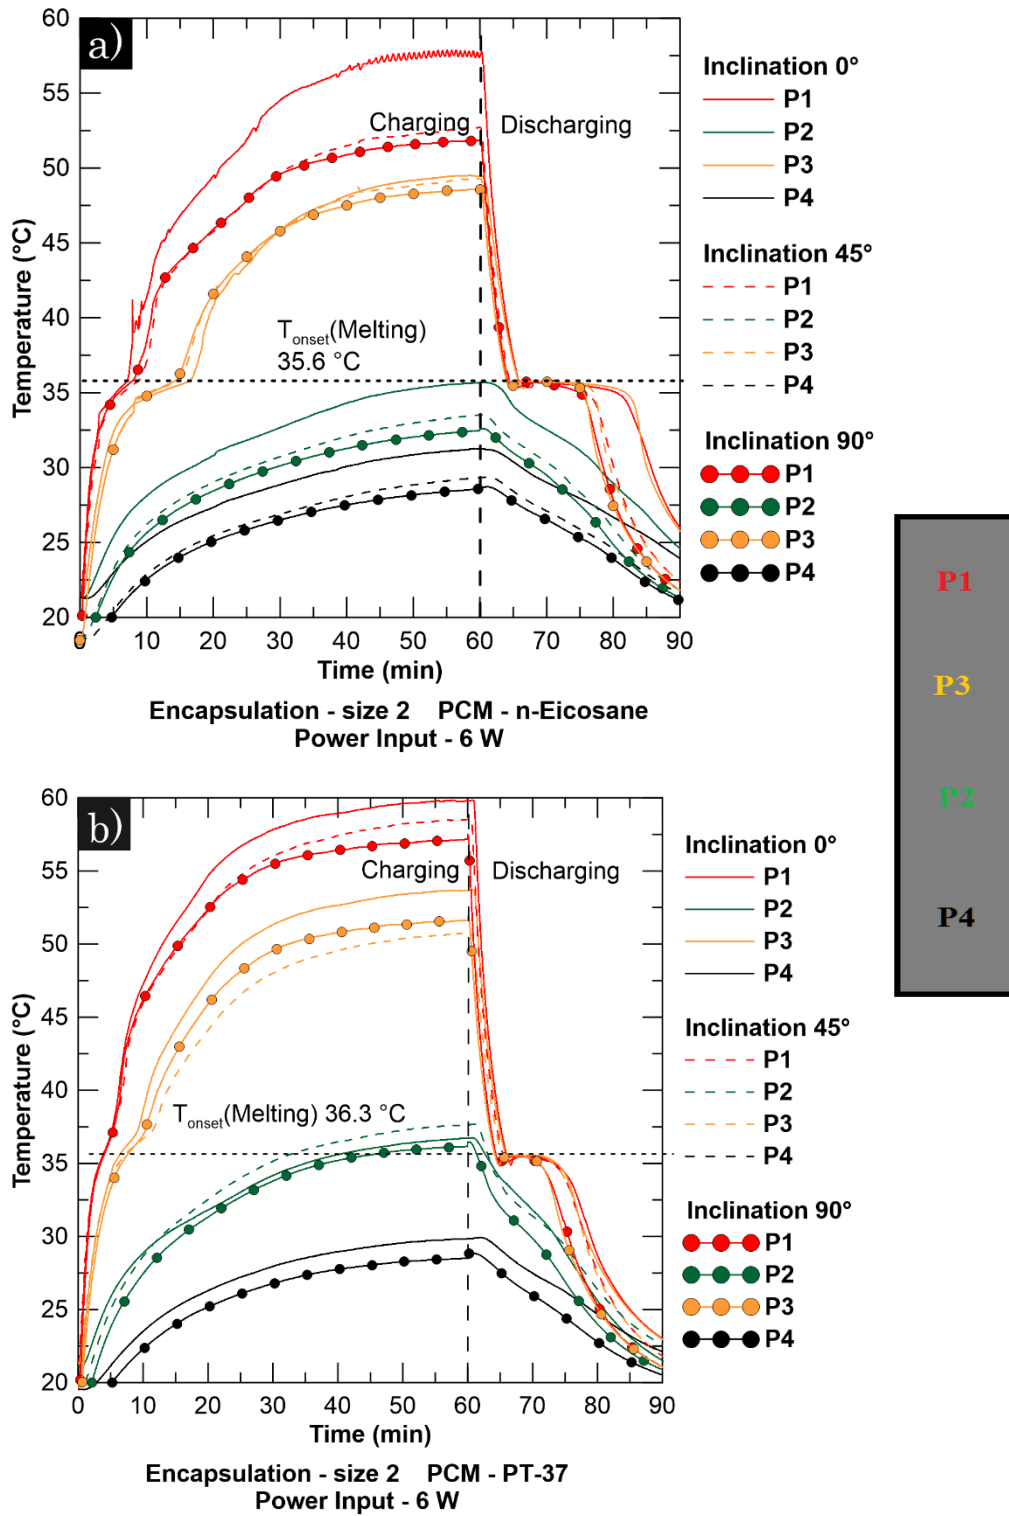 a)
60
55
50
45
40
35
30
25
20
Temperature (°C)
Charging
Discharging
Tonset(Melting)
35.6 °C
0 10 20 30 40 50 60 70 80 90
Time (min)
Encapsulation - size 2 PCM - n-Eicosane
Power Input - 6 W
Inclination 0°
P1
P2
P3
P4
Inclination 45°
P1
P2
P3
P4
Inclination 90°
P1
P2
P3
P4
P1
P3
P2
P4
b)
60
55
50
45
40
35
30
25
20
Temperature (°C)
Charging
Discharging
Tonset(Melting) 36.3 °C
0 10 20 30 40 50 60 70 80 90
Time (min)
Encapsulation - size 2 PCM - PT-37
Power Input - 6 W
Inclination 0°
P1
P2
P3
P4
Inclination 45°
P1
P2
P3
P4
Inclination 90°
P1
P2
P3
P4